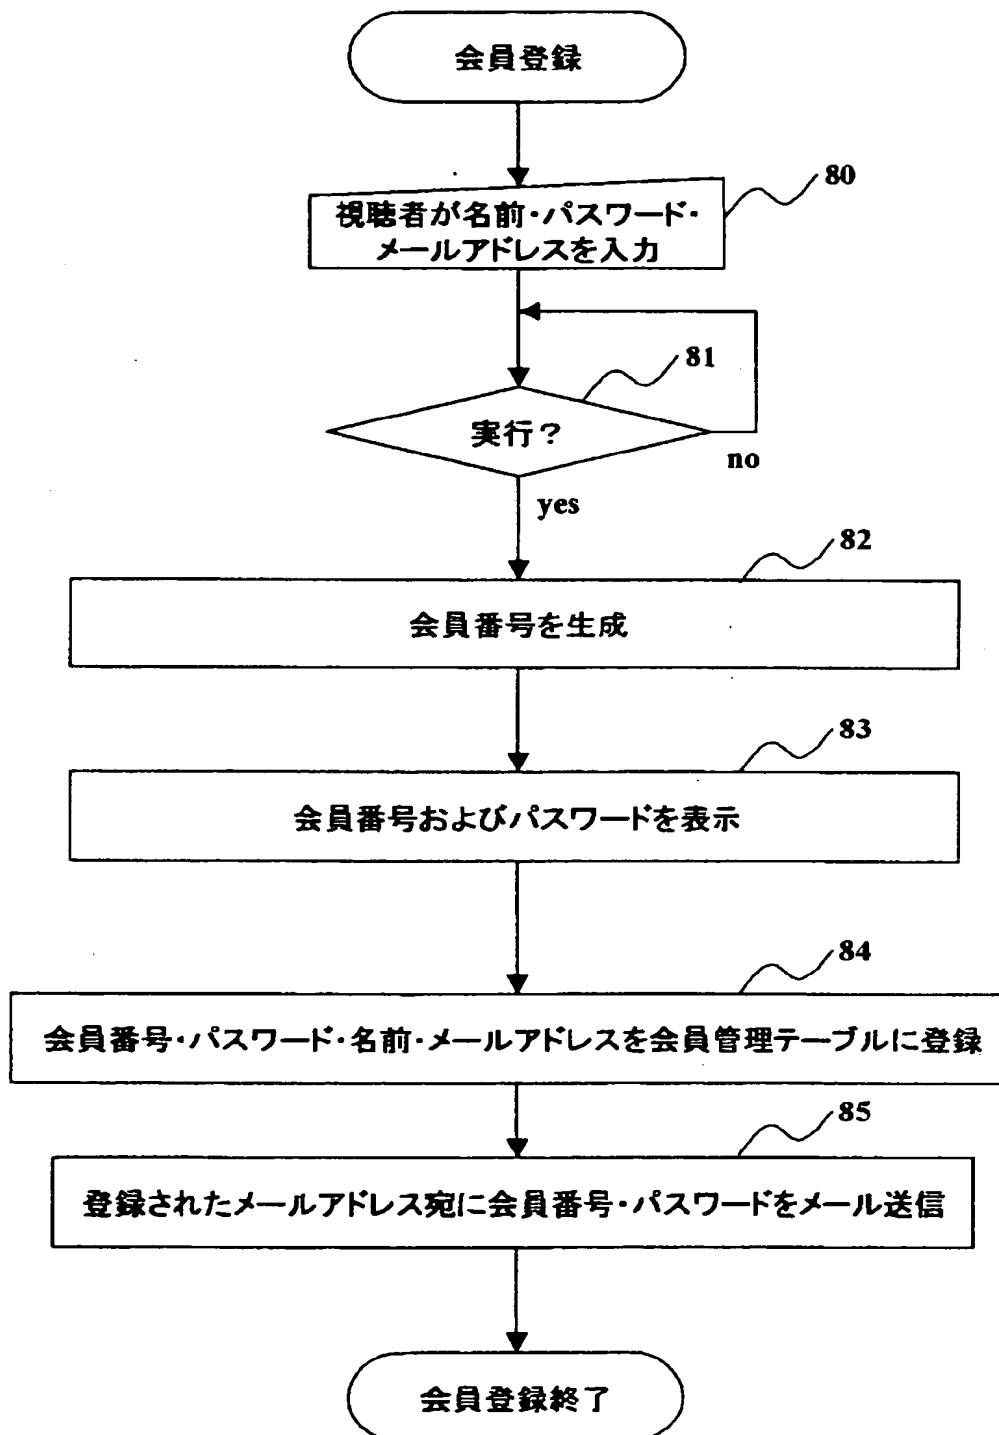 会員登録
80
視聴者が名前・パスワード・
メールアドレスを入力
81
実行?
no
yes
82
会員番号を生成
83
会員番号およびパスワードを表示
84
会員番号・パスワード・名前・メールアドレスを会員管理テーブルに登録
85
登録されたメールアドレス宛に会員番号・パスワードをメール送信
会員登録終了